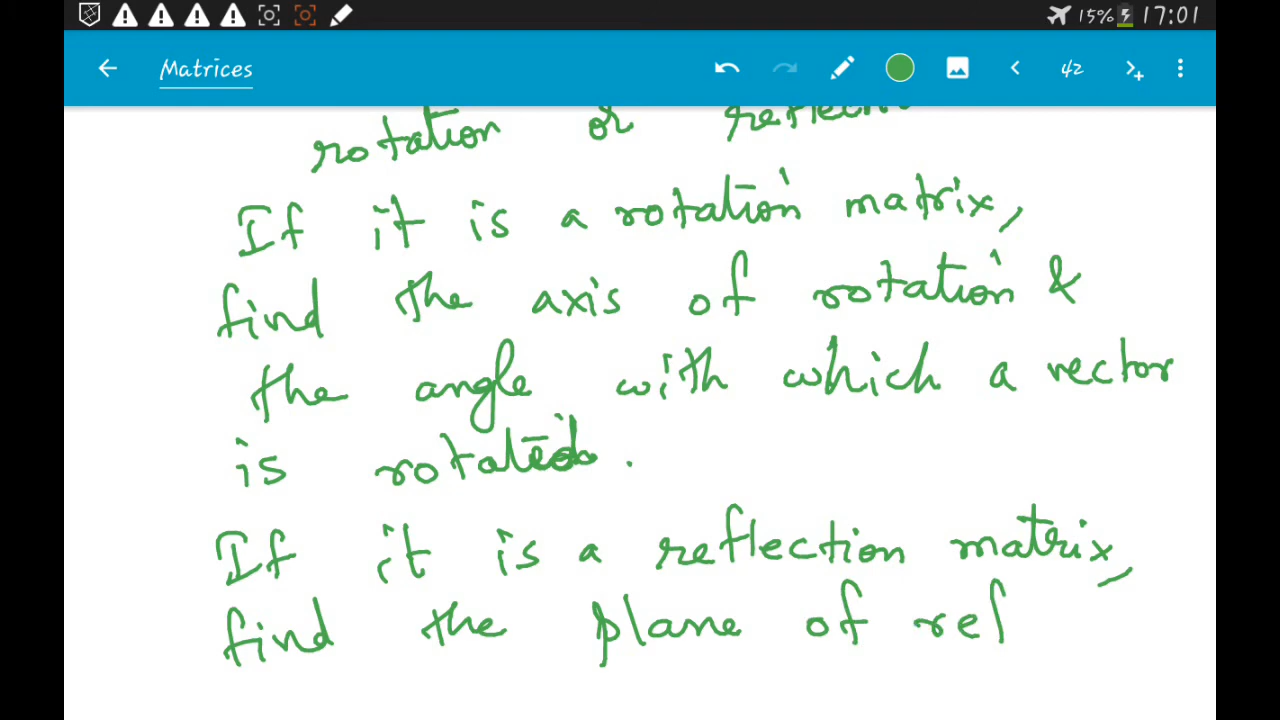 15% 17:01
Matrices 42
rotation or
If it is a rotation matrix,
find the axis of rotation &
the angle with which a vector
is rotated.
If it is a reflection matrix,
find the plane of ref